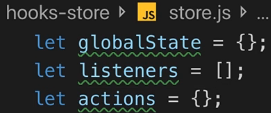 hooks-store > JS store.js > ...
let globalState = {};
let listeners = [];
let actions = {};